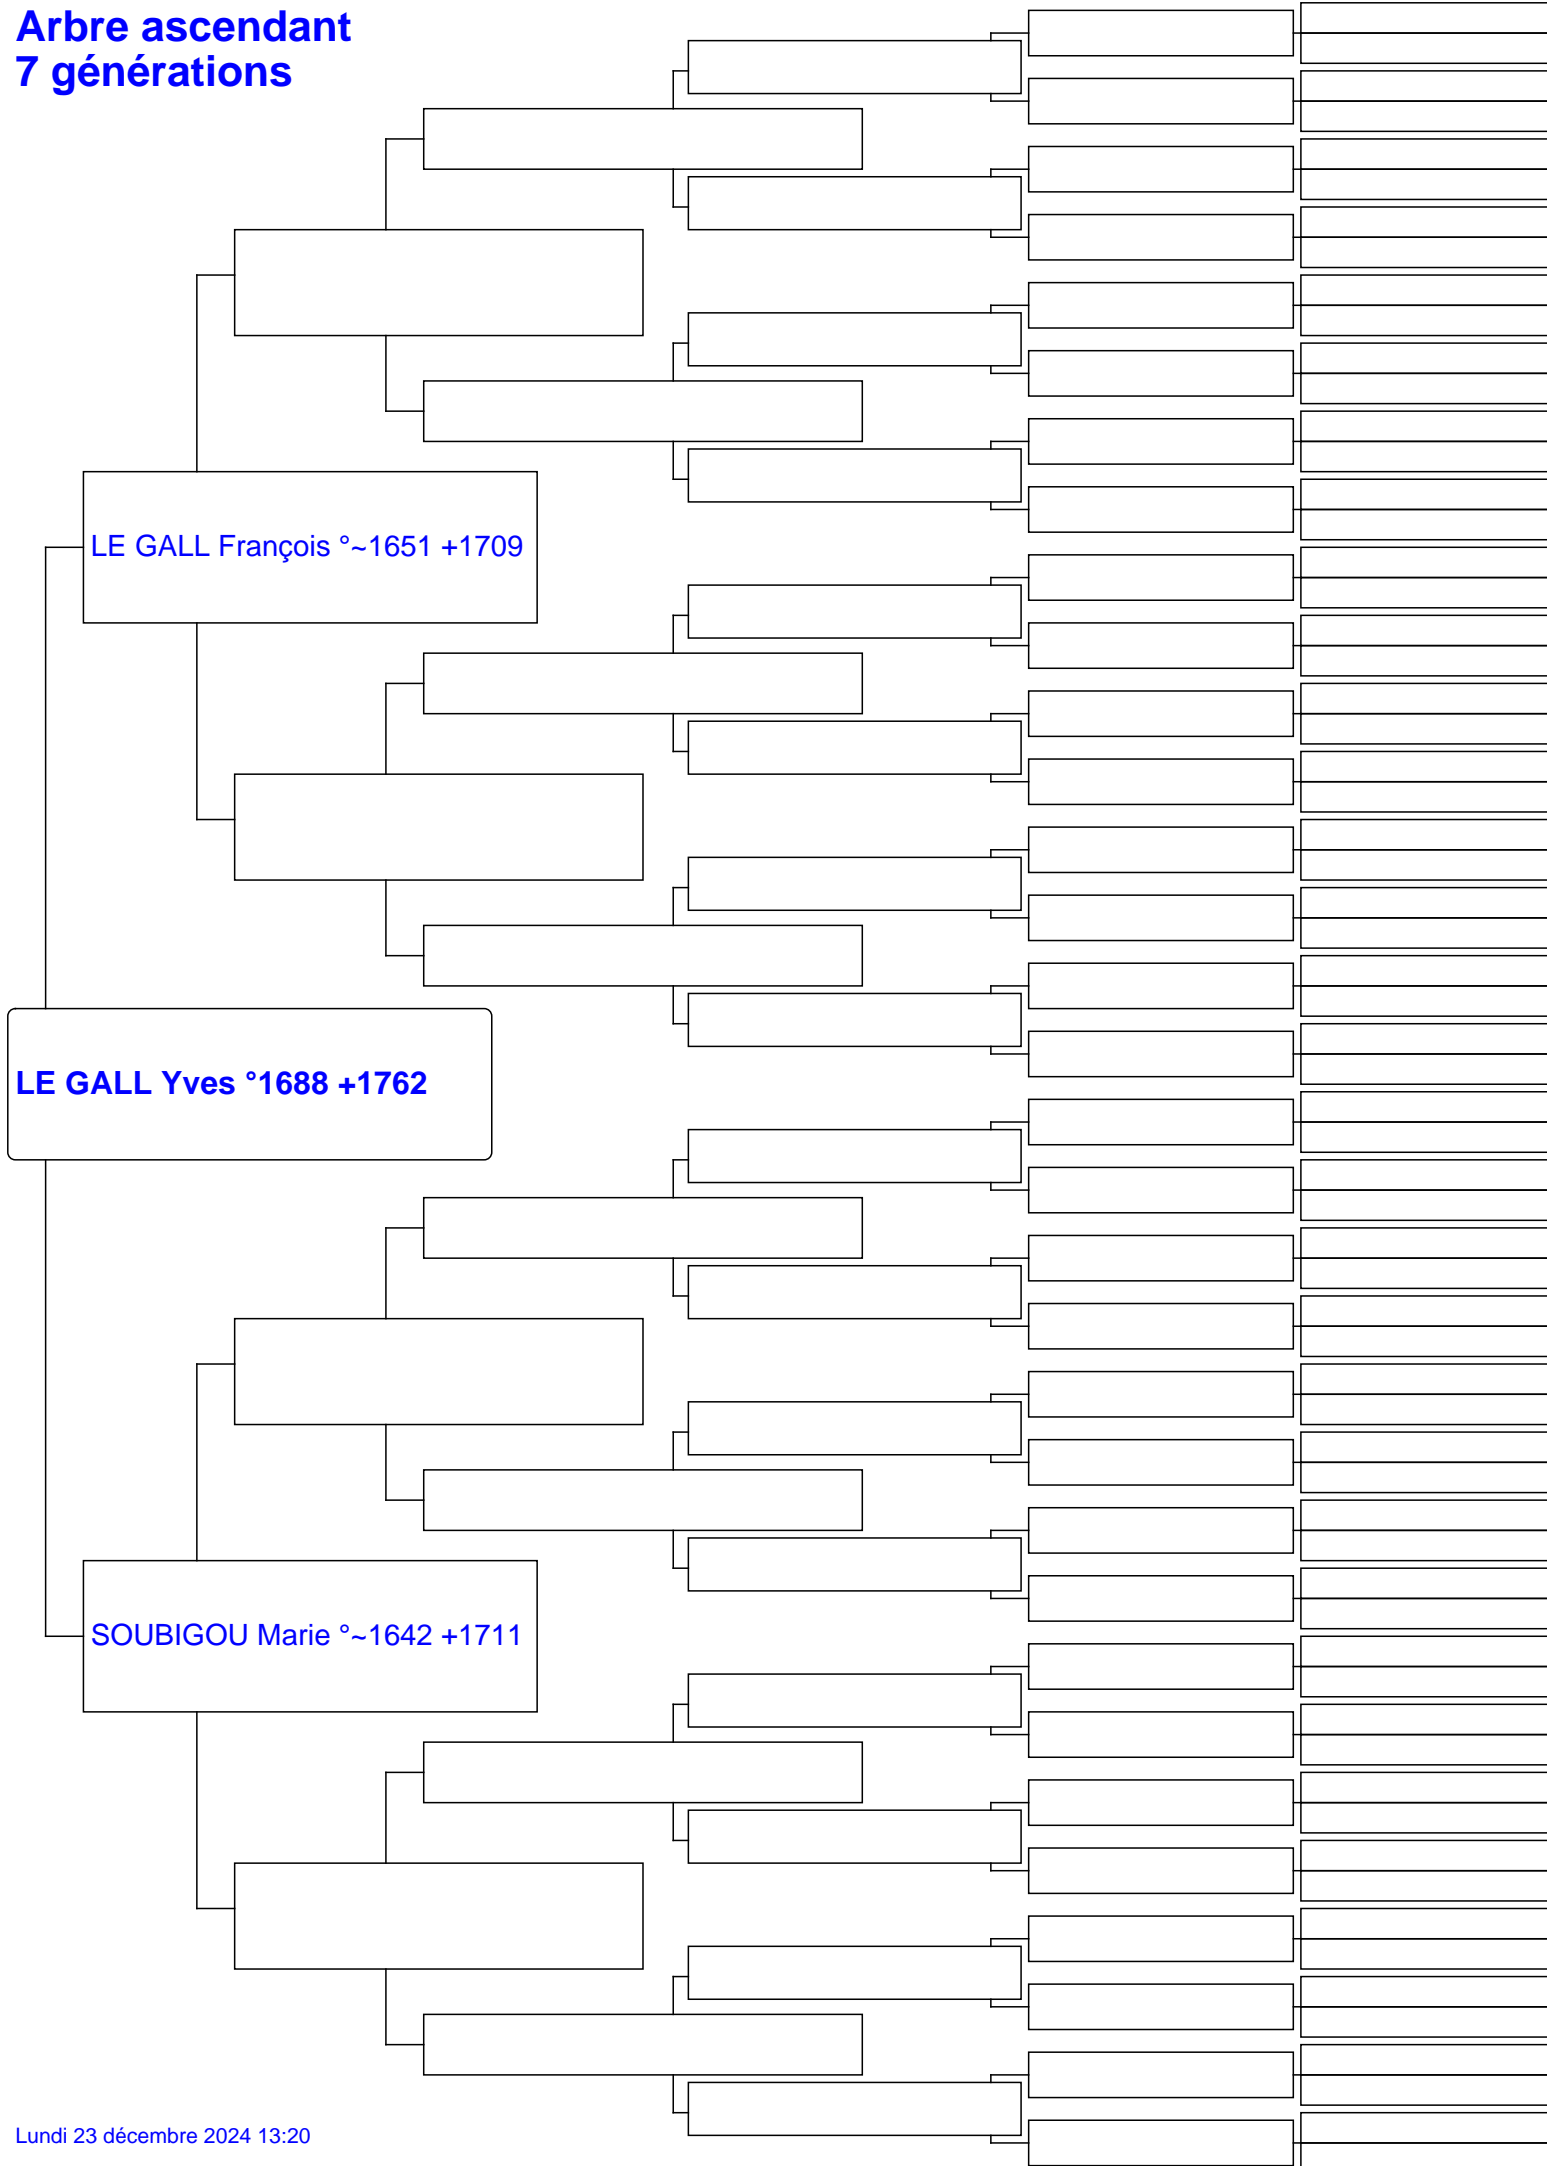 Arbre ascendant
7 générations
LE GALL François °~1651 +1709
LE GALL Yves °1688 +1762
SOUBIGOU Marie °~1642 +1711
Lundi 23 décembre 2024 13:20